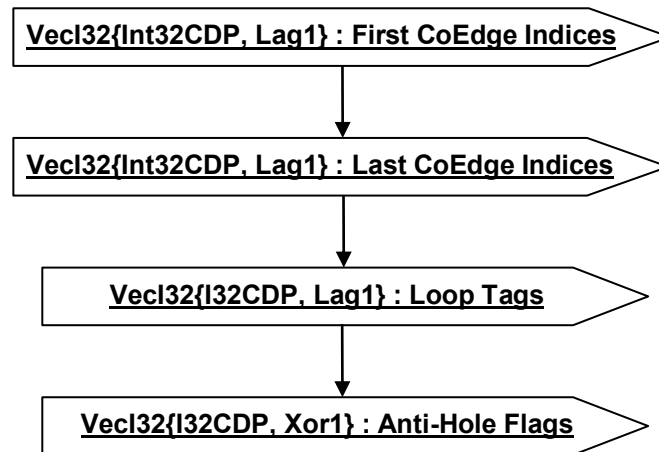 VecI32{Int32CDP, Lag1} : First CoEdge Indices
VecI32{Int32CDP, Lag1} : Last CoEdge Indices
VecI32{I32CDP, Lag1} : Loop Tags
VecI32{I32CDP, Xor1} : Anti-Hole Flags